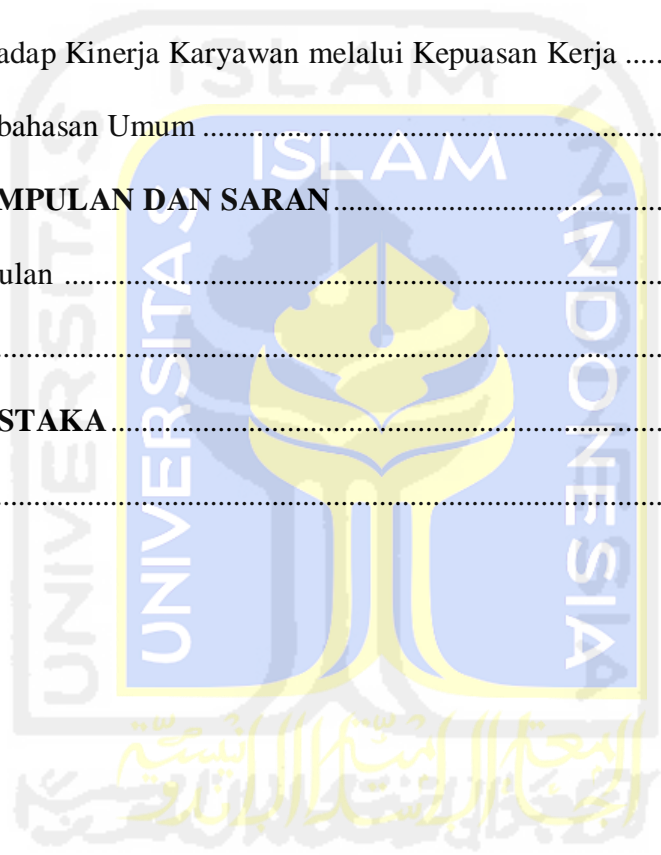 adap Kinerja Karyawan melalui Kepuasan Kerja .....
bahasan Umum ............................................................
MPULAN DAN SARAN...........................................
ulan ...............................................................................
........................................................................................
STAKA.........................................................................
........................................................................................
ISLAM
UNIVERSITAS
INDONESIA